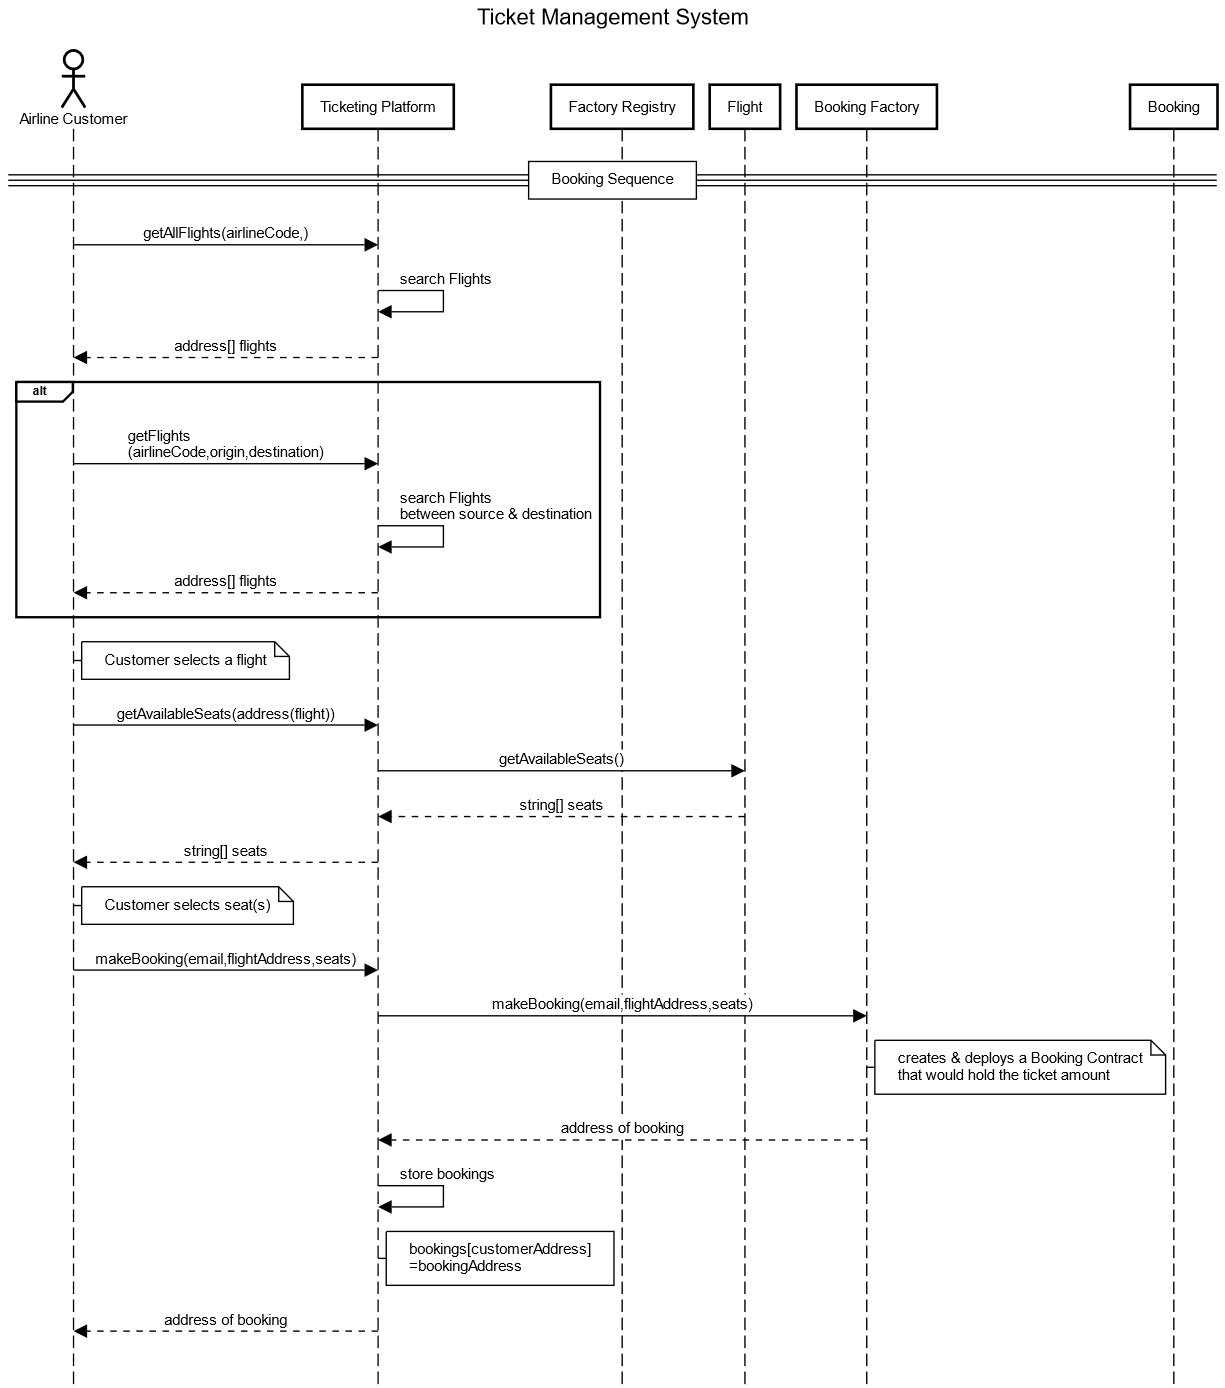 Ticket Management System
Airline Customer
Ticketing Platform
Factory Registry
Flight
Booking Factory
Booking
Booking Sequence
getAllFlights(airlineCode,)
search Flights
address[] flights
alt
getFlights
(airlineCode,origin,destination)
search Flights
between source & destination
address[] flights
Customer selects a flight
getAvailableSeats(address(flight))
getAvailableSeats()
string[] seats
string[] seats
Customer selects seat(s)
makeBooking(email,flightAddress,seats)
makeBooking(email,flightAddress,seats)
creates & deploys a Booking Contract
that would hold the ticket amount
address of booking
store bookings
bookings[customerAddress]
=bookingAddress
address of booking